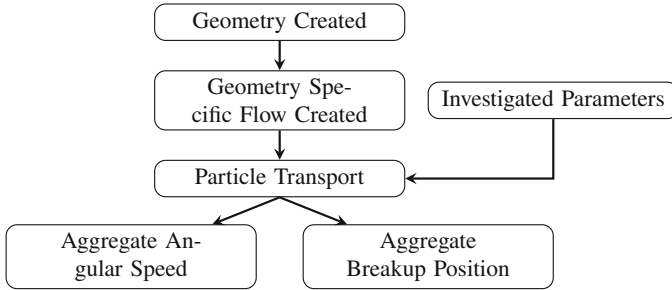 Geometry Created
Geometry Spe-
cific Flow Created
Investigated Parameters
Particle Transport
Aggregate An-
gular Speed
Aggregate
Breakup Position